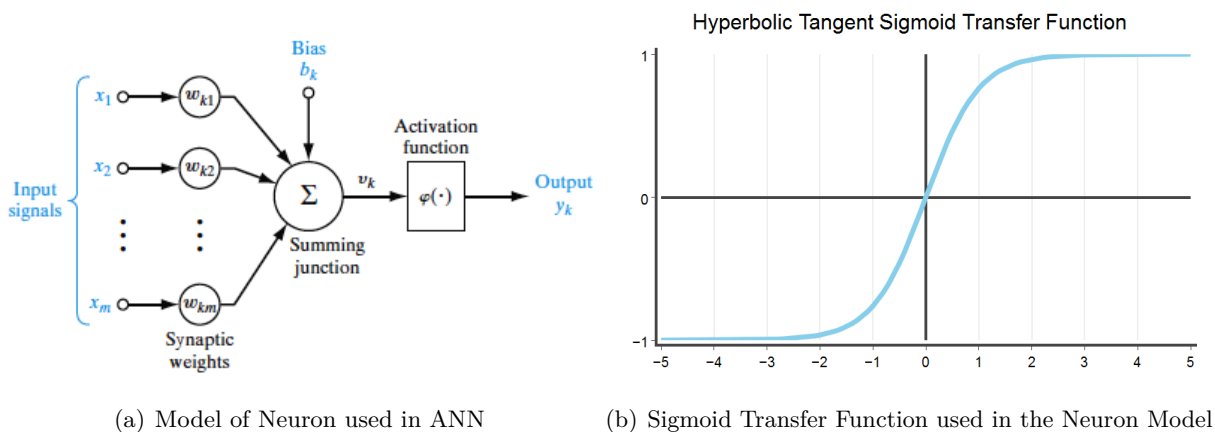 Bias
b_k
x_1
w_k1
x_2
w_k2
x_m
w_km
Input
signals
Σ
Summing
junction
Synaptic
weights
v_k
Activation
function
φ(·)
Output
y_k
(a) Model of Neuron used in ANN
Hyperbolic Tangent Sigmoid Transfer Function
1
0
−1
−5 −4 −3 −2 −1 0 1 2 3 4 5
(b) Sigmoid Transfer Function used in the Neuron Model